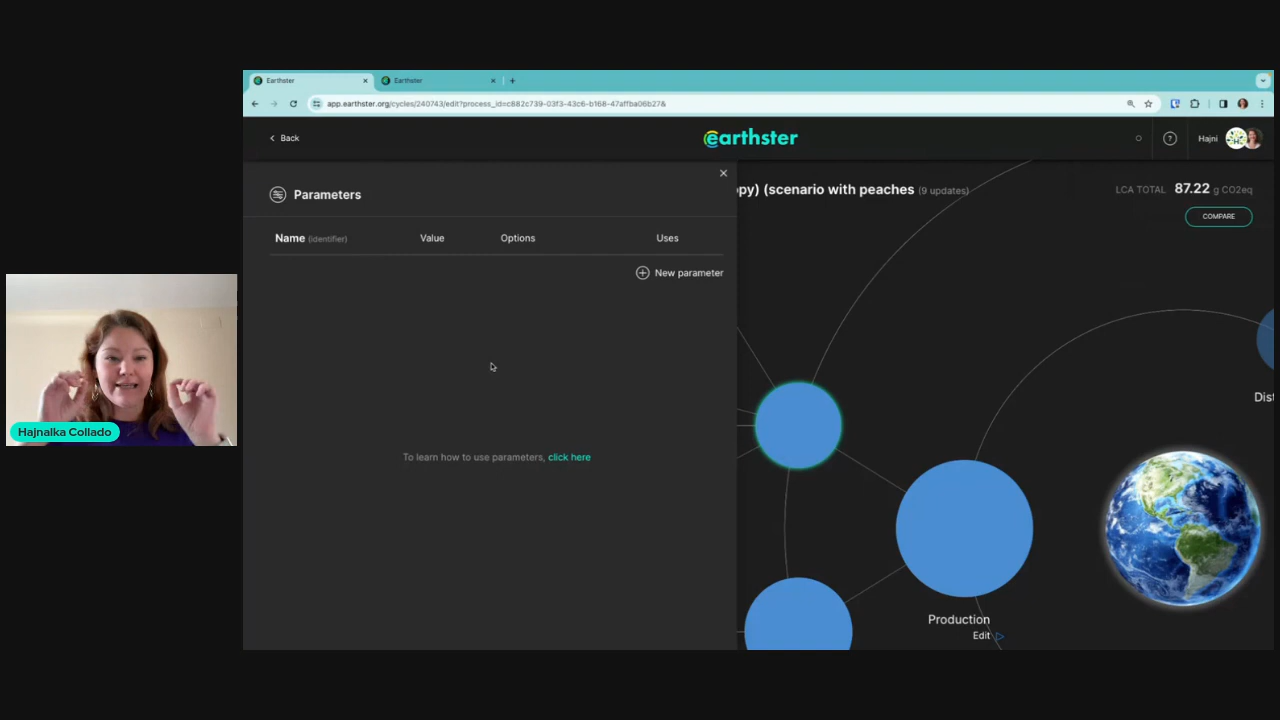 Earthster
Earthster
app.earthster.org/cycles/240743/edit?process_id=c882c739-03f3-43c6-b168-47affba06b27&
Back
earthster
Hajni
Parameters
opy) (scenario with peaches (9 updates)
LCA TOTAL 87.22 g CO2eq
COMPARE
Name (identifier) Value Options Uses
New parameter
Dist
Hajnalka Collado
To learn how to use parameters, click here
Production
Edit